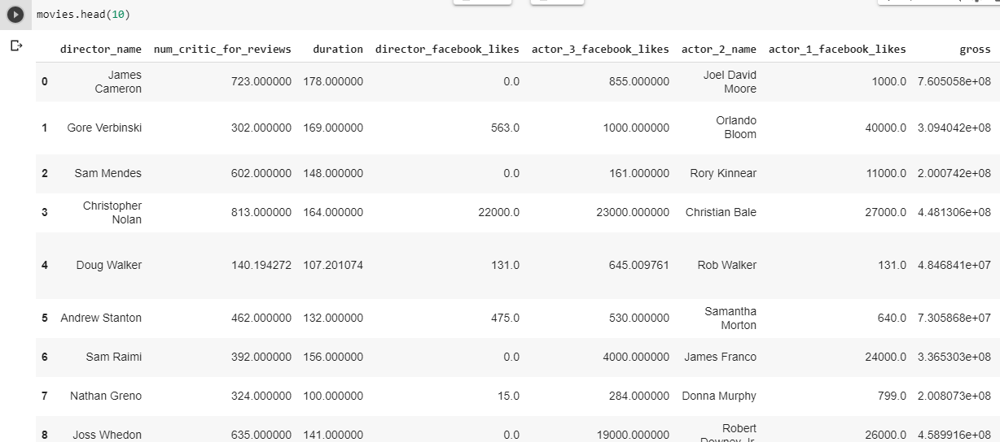 movies.head(10)
director_name num_critic_for_reviews duration director_facebook_likes actor_3_facebook_likes actor_2_name actor_1_facebook_likes gross
0 James Cameron 723.000000 178.000000 0.0 855.000000 Joel David Moore 1000.0 7.605058e+08
1 Gore Verbinski 302.000000 169.000000 563.0 1000.000000 Orlando Bloom 40000.0 3.094042e+08
2 Sam Mendes 602.000000 148.000000 0.0 161.000000 Rory Kinnear 11000.0 2.000742e+08
3 Christopher Nolan 813.000000 164.000000 22000.0 23000.000000 Christian Bale 27000.0 4.481306e+08
4 Doug Walker 140.194272 107.201074 131.0 645.009761 Rob Walker 131.0 4.846841e+07
5 Andrew Stanton 462.000000 132.000000 475.0 530.000000 Samantha Morton 640.0 7.305868e+07
6 Sam Raimi 392.000000 156.000000 0.0 4000.000000 James Franco 24000.0 3.365303e+08
7 Nathan Greno 324.000000 100.000000 15.0 284.000000 Donna Murphy 799.0 2.008073e+08
8 Joss Whedon 635.000000 141.000000 0.0 19000.000000 Robert Downey Jr. 26000.0 4.589916e+08